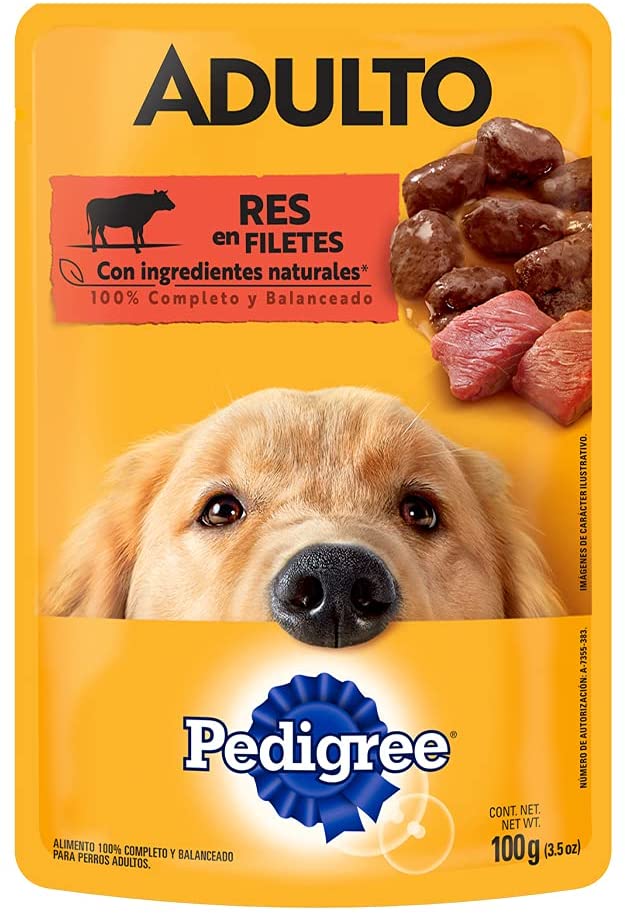 ADULTO
RES
en FILETES
Con ingredientes naturales*
100% Completo y Balanceado
IMÁGENES DE CARÁCTER ILUSTRATIVO.
NÚMERO DE AUTORIZACIÓN: A-7355-383.
Pedigree®
CONT. NET.
NET WT.
100g (3.5 oz)
ALIMENTO 100% COMPLETO Y BALANCEADO
PARA PERROS ADULTOS.